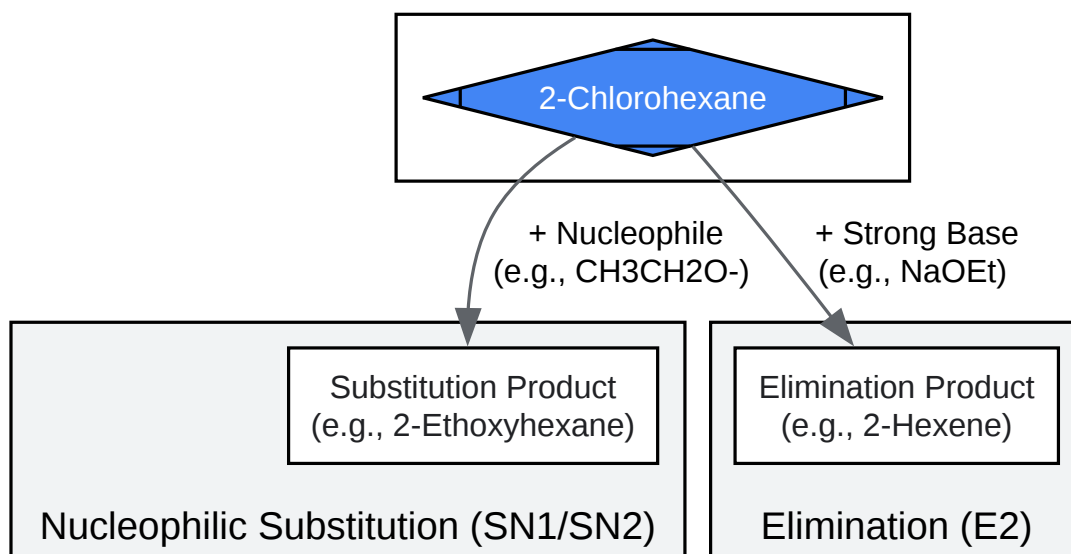 2-Chlorohexane
+ Nucleophile
(e.g., CH3CH2O-)
+ Strong Base
(e.g., NaOEt)
Substitution Product
(e.g., 2-Ethoxyhexane)
Elimination Product
(e.g., 2-Hexene)
Nucleophilic Substitution (SN1/SN2)
Elimination (E2)